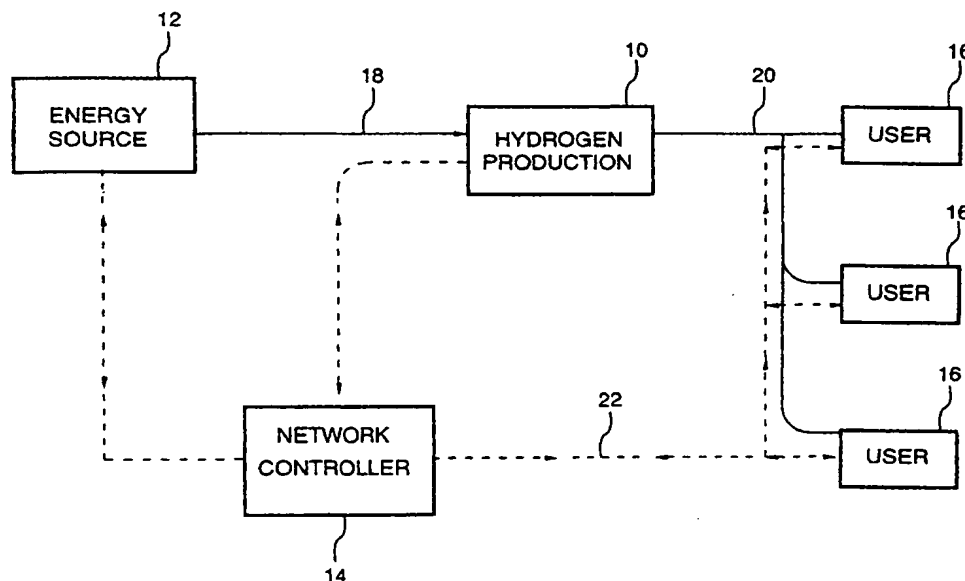 12
18
10
20
16
ENERGY
SOURCE
HYDROGEN
PRODUCTION
USER
16
USER
16
USER
22
NETWORK
CONTROLLER
14